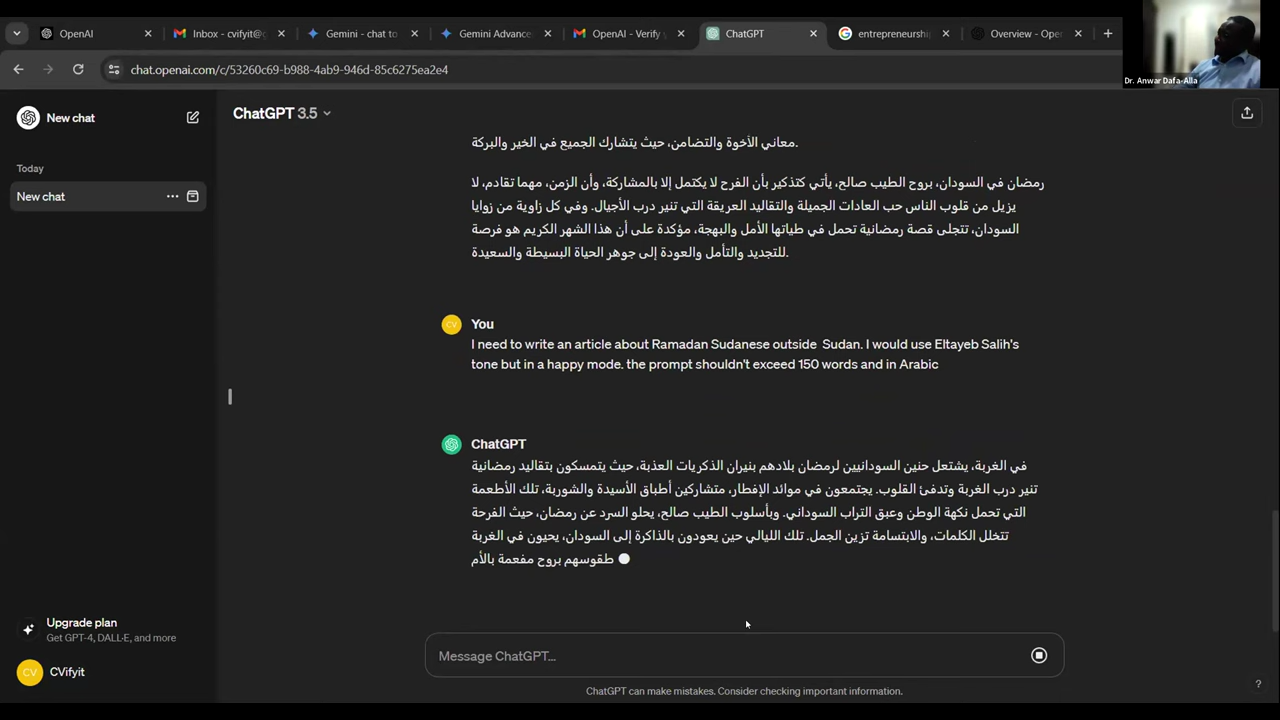 OpenAI
Inbox - cvifyit@g
Gemini - chat to
Gemini Advance
OpenAI - Verify y
ChatGPT
entrepreneurshi
Overview - Open
chat.openai.com/c/53260c69-b988-4ab9-946d-85c6275ea2e4
Dr. Anwar Dafa-Alla
New chat
ChatGPT 3.5
Today
New chat
معاني الأخوة والتضامن، حيث يتشارك الجميع في الخير والبركة.
رمضان في السودان، بروح الطيب صالح، يأتي كتذكير بأن الفرح لا يكتمل إلا بالمشاركة، وأن الزمن، مهما تقادم، لا
يزيل من قلوب الناس حب العادات الجميلة والتقاليد العريقة التي تنير درب الأجيال. وفي كل زاوية من زوايا
السودان، تتجلى قصة رمضانية تحمل في طياتها الأمل والبهجة، مؤكدة على أن هذا الشهر الكريم هو فرصة
للتجديد والتأمل والعودة إلى جوهر الحياة البسيطة والسعيدة.
CV
You
I need to write an article about Ramadan Sudanese outside Sudan. I would use Eltayeb Salih's
tone but in a happy mode. the prompt shouldn't exceed 150 words and in Arabic
ChatGPT
في الغربة، يشتعل حنين السودانيين لرمضان بلادهم بنيران الذكريات العذبة، حيث يتمسكون بتقاليد رمضانية
تنير درب الغربة وتدفئ القلوب. يجتمعون في موائد الإفطار، متشاركين أطباق الأسيدة والشوربة، تلك الأطعمة
التي تحمل نكهة الوطن وعبق التراب السوداني. وبأسلوب الطيب صالح، يحلو السرد عن رمضان، حيث الفرحة
تتخلل الكلمات، والابتسامة تزين الجمل. تلك الليالي حين يعودون بالذاكرة إلى السودان، يحيون في الغربة
طقوسهم بروح مفعمة بالأم
Upgrade plan
Get GPT-4, DALL·E, and more
CV
CVifyit
Message ChatGPT…
ChatGPT can make mistakes. Consider checking important information.
?